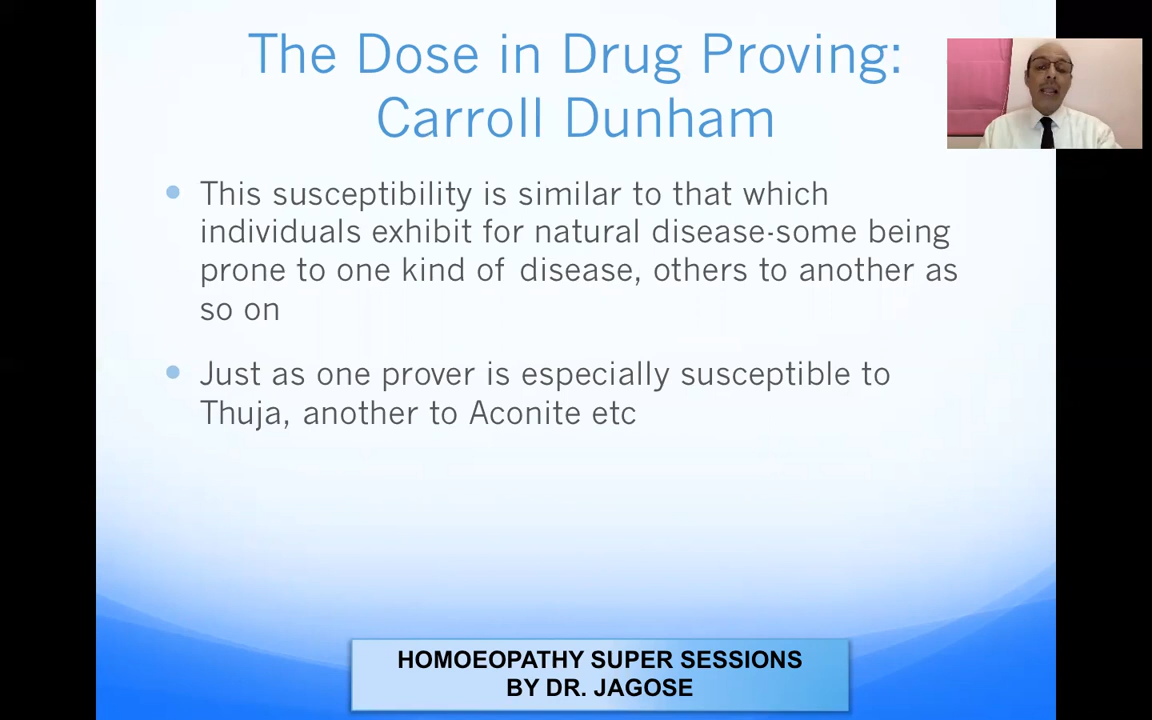 The Dose in Drug Proving:
Carroll Dunham
This susceptibility is similar to that which
individuals exhibit for natural disease-some being
prone to one kind of disease, others to another as
so on
Just as one prover is especially susceptible to
Thuja, another to Aconite etc
HOMOEOPATHY SUPER SESSIONS
BY DR. JAGOSE